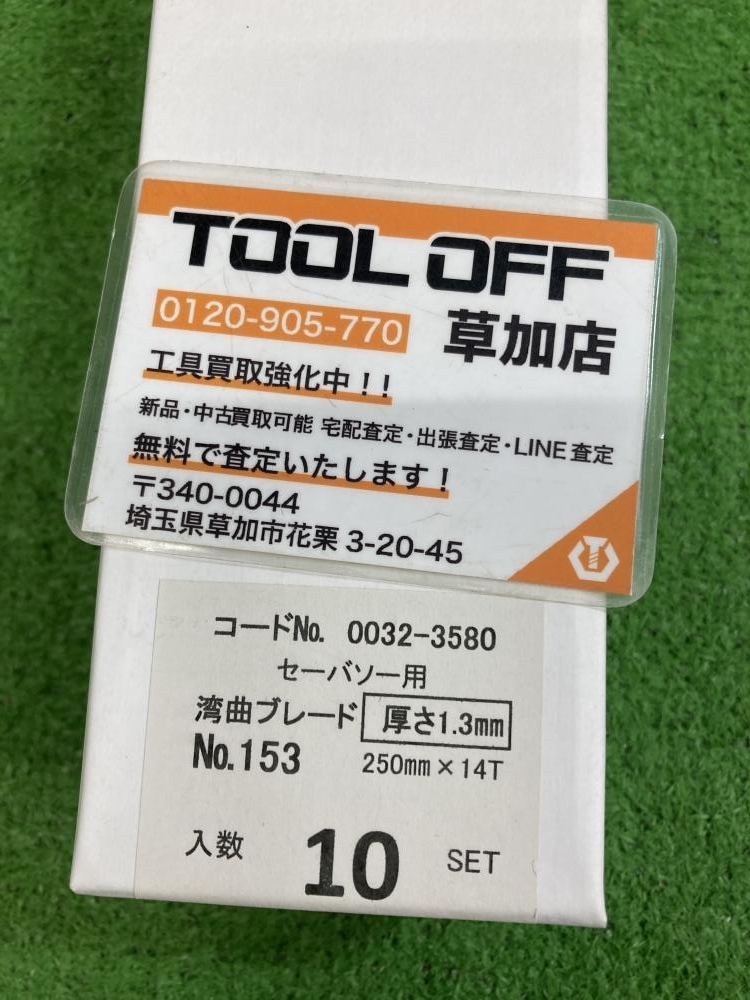 TOOL OFF
0120-905-770 草加店
工具買取強化中!!
新品・中古買取可能 宅配査定・出張査定・LINE査定
無料で査定いたします!
〒340-0044
埼玉県草加市花栗 3-20-45
コードNo. 0032-3580
セーバソー用
湾曲ブレード 厚さ1.3mm
No.153 250mm×14T
入数 10 SET